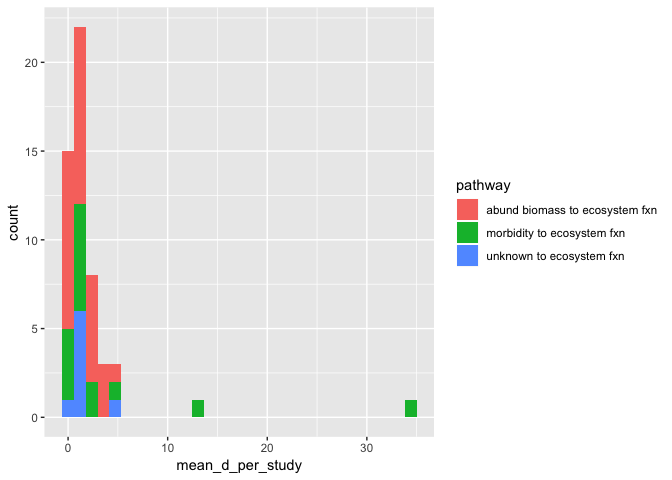 20
15
10
5
0
count
0
10
20
30
mean_d_per_study
pathway
abund biomass to ecosystem fxn
morbidity to ecosystem fxn
unknown to ecosystem fxn